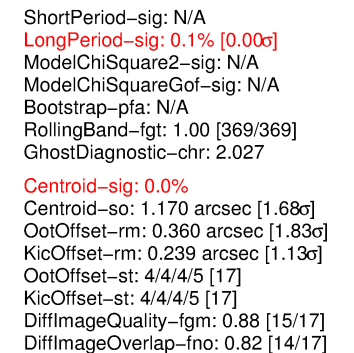 ShortPeriod−sig: N/A
LongPeriod−sig: 0.1% [0.00σ]
ModelChiSquare2−sig: N/A
ModelChiSquareGof−sig: N/A
Bootstrap−pfa: N/A
RollingBand−fgt: 1.00 [369/369]
GhostDiagnostic−chr: 2.027
Centroid−sig: 0.0%
Centroid−so: 1.170 arcsec [1.68σ]
OotOffset−rm: 0.360 arcsec [1.83σ]
KicOffset−rm: 0.239 arcsec [1.13σ]
OotOffset−st: 4/4/4/5 [17]
KicOffset−st: 4/4/4/5 [17]
DiffImageQuality−fgm: 0.88 [15/17]
DiffImageOverlap−fno: 0.82 [14/17]